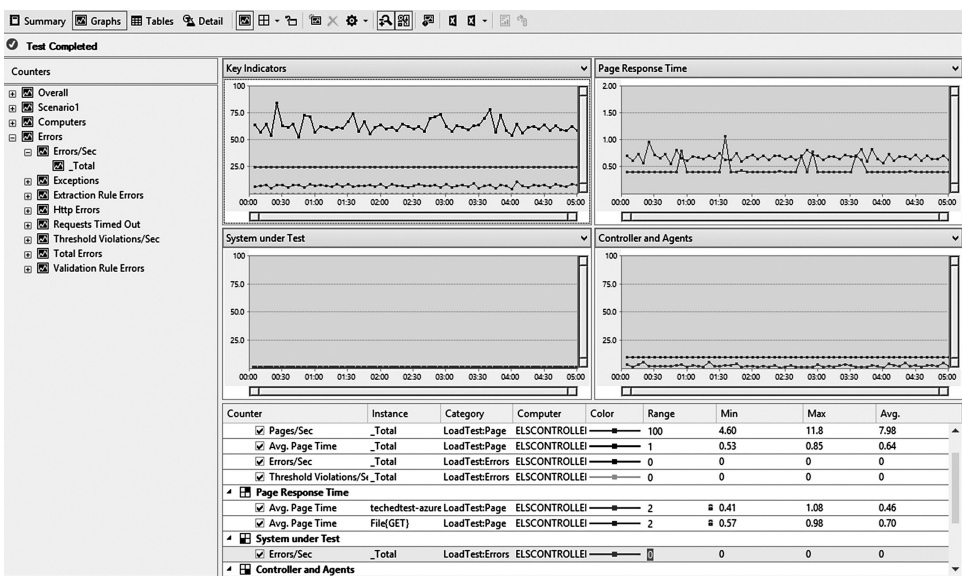 Summary Graphs Tables Detail
Test Completed
Counters
Overall
Scenario1
Computers
Errors
Errors/Sec
_Total
Exceptions
Extraction Rule Errors
Http Errors
Requests Timed Out
Threshold Violations/Sec
Total Errors
Validation Rule Errors
Key Indicators
100
75.0
50.0
25.0
00:00 00:30 01:00 01:30 02:00 02:30 03:00 03:30 04:00 04:30 05:00
Page Response Time
2.00
1.50
1.00
0.50
00:00 00:30 01:00 01:30 02:00 02:30 03:00 03:30 04:00 04:30 05:00
System under Test
100
75.0
50.0
25.0
00:00 00:30 01:00 01:30 02:00 02:30 03:00 03:30 04:00 04:30 05:00
Controller and Agents
100
75.0
50.0
25.0
00:00 00:30 01:00 01:30 02:00 02:30 03:00 03:30 04:00 04:30 05:00
Counter Instance Category Computer Color Range Min Max Avg.
Pages/Sec _Total LoadTest:Page ELSCONTROLLEI 100 4.60 11.8 7.98
Avg. Page Time _Total LoadTest:Page ELSCONTROLLEI 1 0.53 0.85 0.64
Errors/Sec _Total LoadTest:Errors ELSCONTROLLEI 0 0 0 0
Threshold Violations/Se _Total LoadTest:Errors ELSCONTROLLEI 0 0 0 0
Page Response Time
Avg. Page Time techedtest-azure LoadTest:Page ELSCONTROLLEI 2 0.41 1.08 0.46
Avg. Page Time File{GET} LoadTest:Page ELSCONTROLLEI 2 0.57 0.98 0.70
System under Test
Errors/Sec _Total LoadTest:Errors ELSCONTROLLEI 0 0 0 0
Controller and Agents